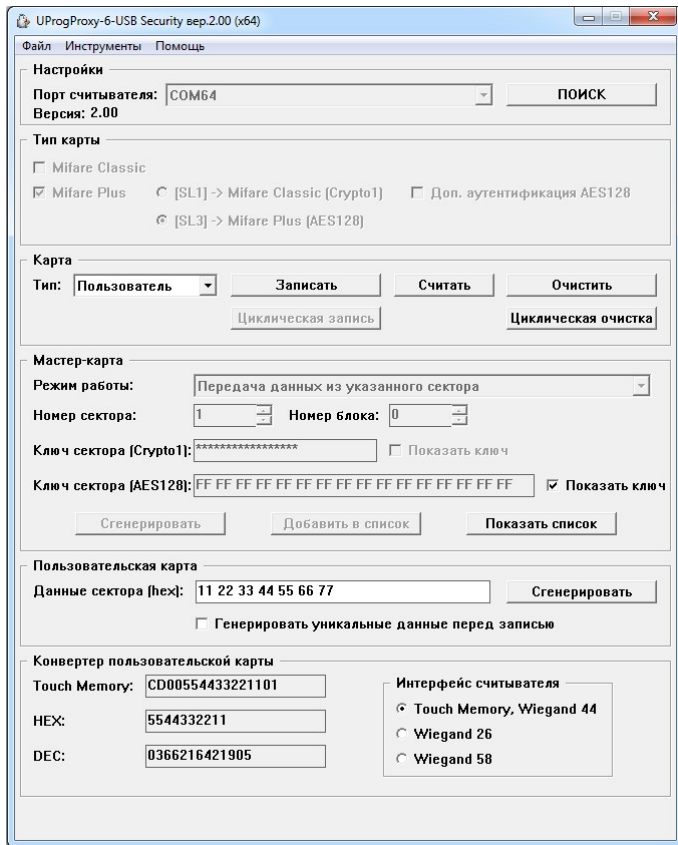 UProgProxy-6-USB Security вер.2.00 (x64)
Файл Инструменты Помощь
Настройки
Порт считывателя: COM64 ПОИСК
Версия: 2.00
Тип карты
Mifare Classic
Mifare Plus [SL1] -> Mifare Classic (Crypto1) Доп. аутентификация AES128
[SL3] -> Mifare Plus (AES128)
Карта
Тип: Пользователь Записать Считать Очистить
Циклическая запись Циклическая очистка
Мастер-карта
Режим работы: Передача данных из указанного сектора
Номер сектора: 1 Номер блока: 0
Ключ сектора (Crypto1): ***************** Показать ключ
Ключ сектора (AES128): FF FF FF FF FF FF FF FF FF FF FF FF FF FF FF FF Показать ключ
Сгенерировать Добавить в список Показать список
Пользовательская карта
Данные сектора (hex): 11 22 33 44 55 66 77 Сгенерировать
Генерировать уникальные данные перед записью
Конвертер пользовательской карты
Touch Memory: CD00554433221101 Интерфейс считывателя
Touch Memory, Wiegand 44
HEX: 5544332211
Wiegand 26
DEC: 0366216421905
Wiegand 58